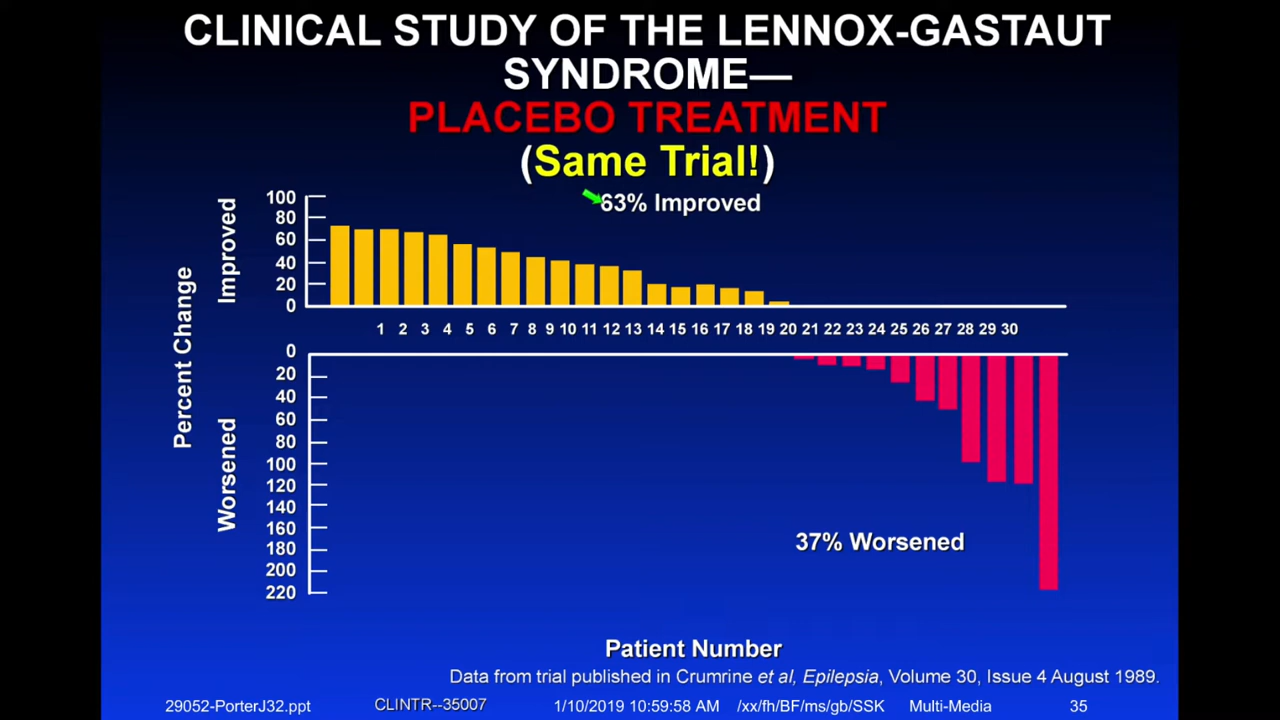 CLINICAL STUDY OF THE LENNOX-GASTAUT
SYNDROME—
PLACEBO TREATMENT
(Same Trial!)
63% Improved
Percent Change
Improved
100
80
60
40
20
0
1 2 3 4 5 6 7 8 9 10 11 12 13 14 15 16 17 18 19 20 21 22 23 24 25 26 27 28 29 30
Worsened
0
20
40
60
80
100
120
140
160
180
200
220
37% Worsened
Patient Number
Data from trial published in Crumrine et al, Epilepsia, Volume 30, Issue 4 August 1989.
29052-PorterJ32.ppt CLINTR--35007 1/10/2019 10:59:58 AM /xx/fh/BF/ms/gb/SSK Multi-Media 35